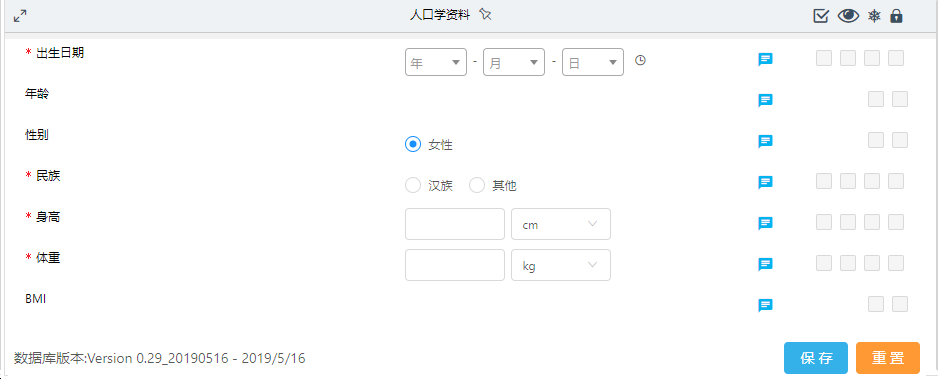 人口学资料
* 出生日期 年 - 月 - 日
年龄
性别 女性
* 民族 汉族 其他
* 身高 cm
* 体重 kg
BMI
数据库版本:Version 0.29_20190516 - 2019/5/16 保存 重置